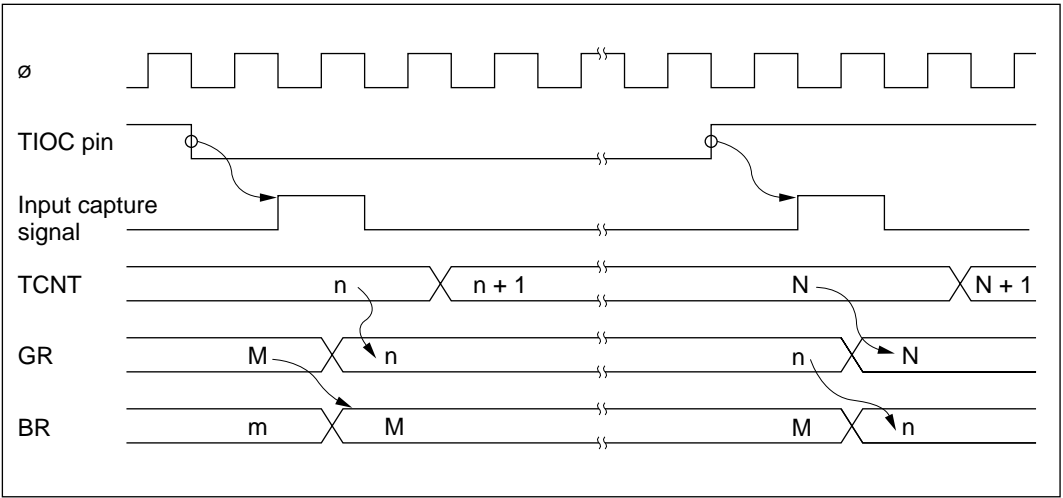 ø
TIOC pin
Input capture
signal
TCNT n n + 1 N N + 1
GR M n n N
BR m M M n